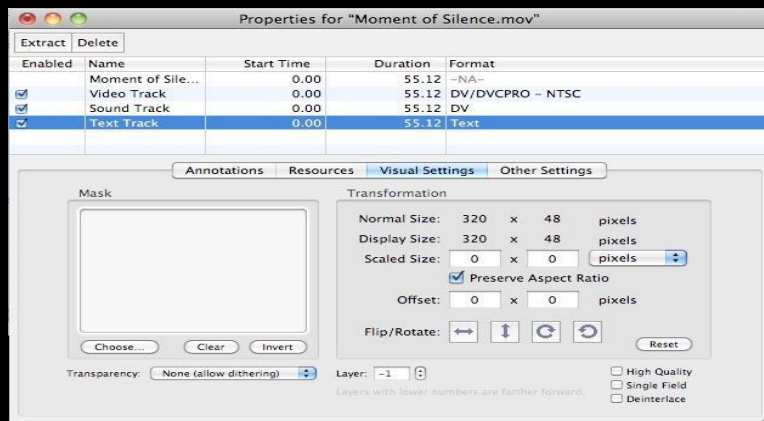 Properties for “Moment of Silence.mov”
Extract Delete
Enabled Name Start Time Duration Format
Moment of Sile... 0.00 55.12 -NA-
Video Track 0.00 55.12 DV/DVCPRO - NTSC
Sound Track 0.00 55.12 DV
Text Track 0.00 55.12 Text
Annotations Resources Visual Settings Other Settings
Mask
Choose... Clear Invert
Transparency: None (allow dithering)
Transformation
Normal Size: 320 x 48 pixels
Display Size: 320 x 48 pixels
Scaled Size: 0 x 0 pixels
Preserve Aspect Ratio
Offset: 0 x 0 pixels
Flip/Rotate:
Reset
Layer: -1
Layers with lower numbers are farther forward.
High Quality
Single Field
Deinterlace